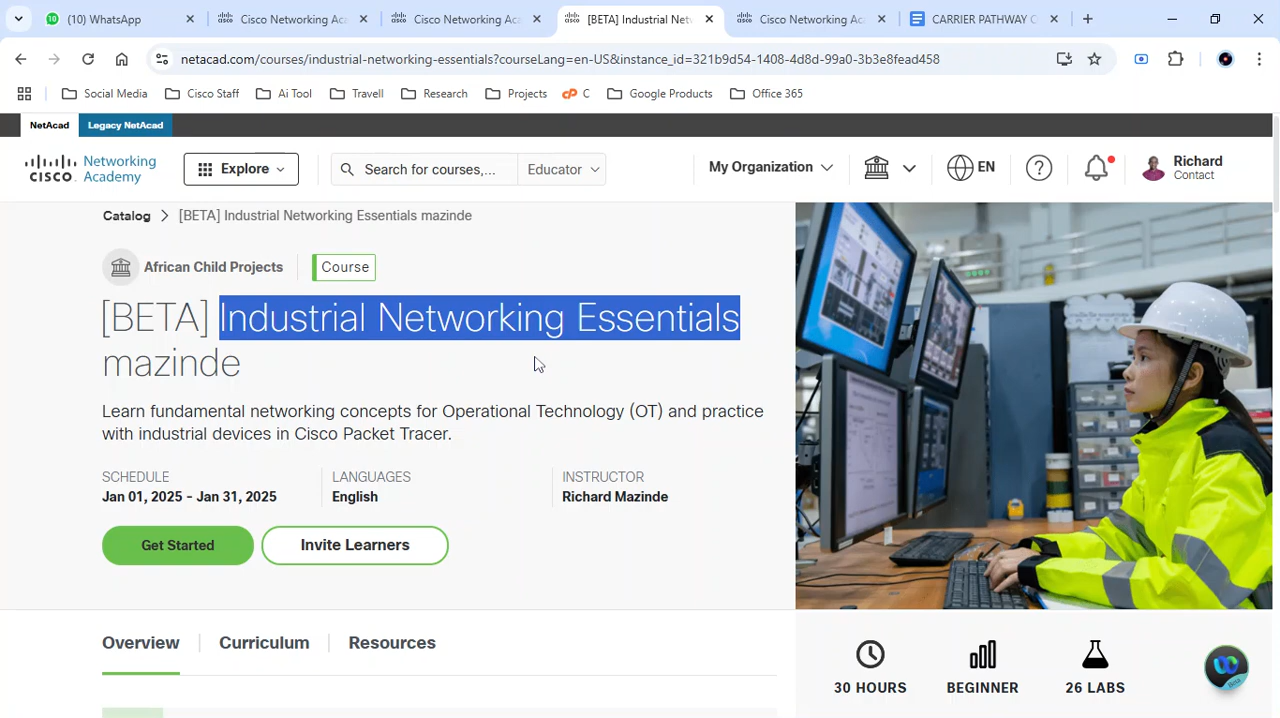 (10) WhatsApp
Cisco Networking Aca
Cisco Networking Aca
[BETA] Industrial Net
Cisco Networking Ac
CARRIER PATHWAY C
netacad.com/courses/industrial-networking-essentials?courseLang=en-US&instance_id=321b9d54-1408-4d8d-99a0-3b3e8fead458
Social Media
Cisco Staff
Ai Tool
Travell
Research
Projects
C
Google Products
Office 365
NetAcad
Legacy NetAcad
CISCO
Networking
Academy
Explore
Search for courses,...
Educator
My Organization
EN
Richard
Contact
Catalog > [BETA] Industrial Networking Essentials mazinde
African Child Projects
Course
[BETA] Industrial Networking Essentials
mazinde
Learn fundamental networking concepts for Operational Technology (OT) and practice
with industrial devices in Cisco Packet Tracer.
SCHEDULE
Jan 01, 2025 - Jan 31, 2025
LANGUAGES
English
INSTRUCTOR
Richard Mazinde
Get Started
Invite Learners
Overview
Curriculum
Resources
30 HOURS
BEGINNER
26 LABS